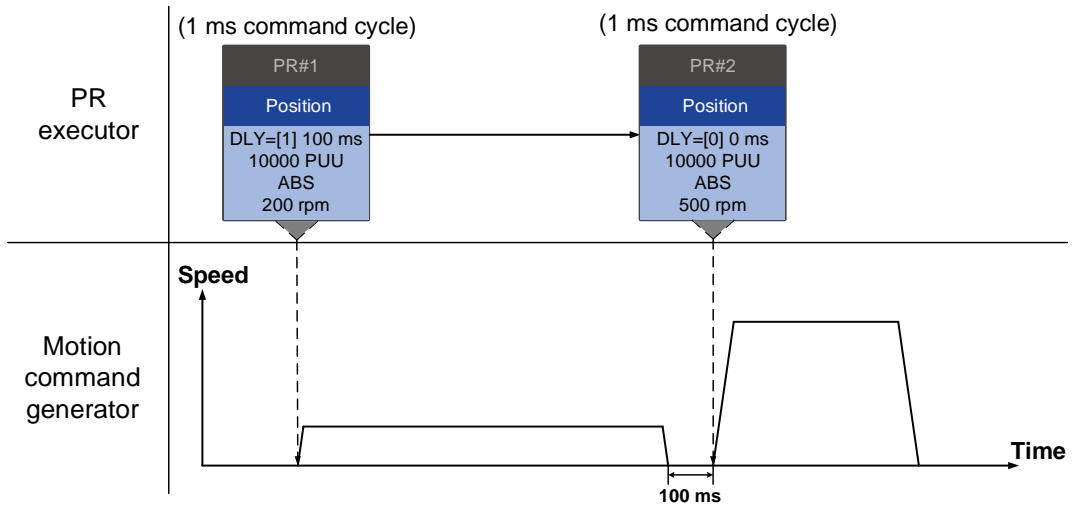 (1 ms command cycle)
(1 ms command cycle)
PR
executor
PR#1
Position
DLY=[1] 100 ms
10000 PUU
ABS
200 rpm
PR#2
Position
DLY=[0] 0 ms
10000 PUU
ABS
500 rpm
Motion
command
generator
Speed
Time
100 ms